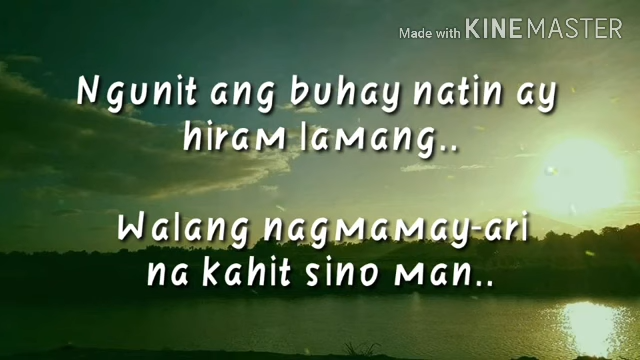 Made with KINEMASTER
Ngunit ang buhay natin ay
hiram lamang..
Walang nagmamay-ari
na kahit sino man..